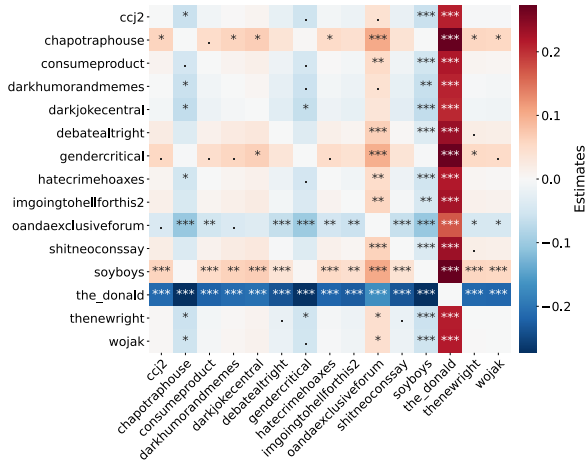 ccj2 * . . *** ***
chapotraphouse * . * * * *** *** * *
consumeproduct . . ** *** ***
darkhumorandmemes * . . ** ***
darkjokecentral * * *** ***
debatealtright *** *** *** .
gendercritical . . . * . *** *** * .
hatecrimehoaxes * . ** *** ***
imgoingtohellforthis2 ** ** ***
oandaexclusiveforum . *** ** . *** *** ** ** *** *** *** * *
shitneoconssay *** *** *** .
soyboys *** *** *** *** *** *** ** *** *** *** *** ***
the_donald *** *** *** *** *** *** *** *** *** *** *** *** *** ***
thenewright * . * * . *** ***
wojak * . * *** ***
ccj2
chapotraphouse
consumeproduct
darkhumorandmemes
darkjokecentral
debatealtright
gendercritical
hatecrimehoaxes
imgoingtohellforthis2
oandaexclusiveforum
shitneoconssay
soyboys
the_donald
thenewright
wojak
0.2
0.1
0.0
−0.1
−0.2
Estimates